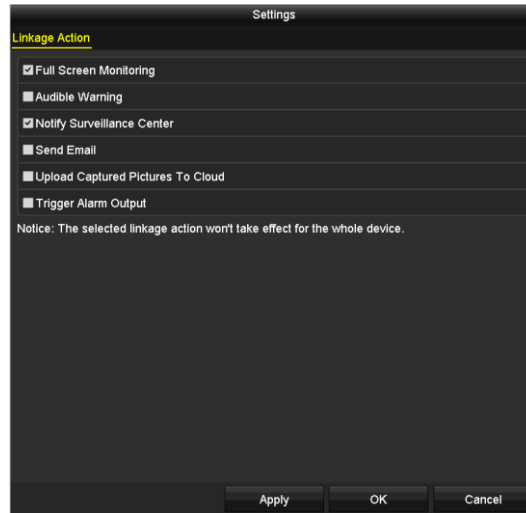 Settings
Linkage Action
Full Screen Monitoring
Audible Warning
Notify Surveillance Center
Send Email
Upload Captured Pictures To Cloud
Trigger Alarm Output
Notice: The selected linkage action won't take effect for the whole device.
Apply OK Cancel